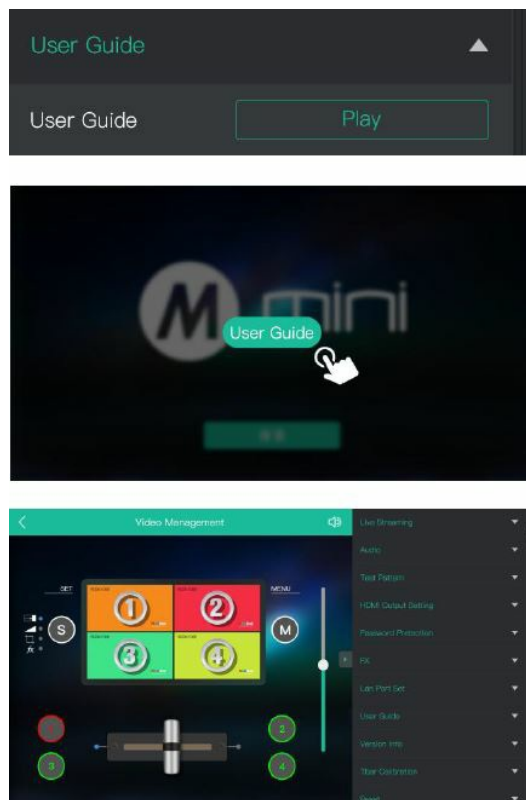 User Guide
User Guide
Play
mini
User Guide
Video Management
SET
MENU
S
1
2
3
4
M
2
3
4
Live Streaming
Audio
Test Pattern
HDMI Output Setting
Password Protection
FX
Lan Port Set
User Guide
Version Info